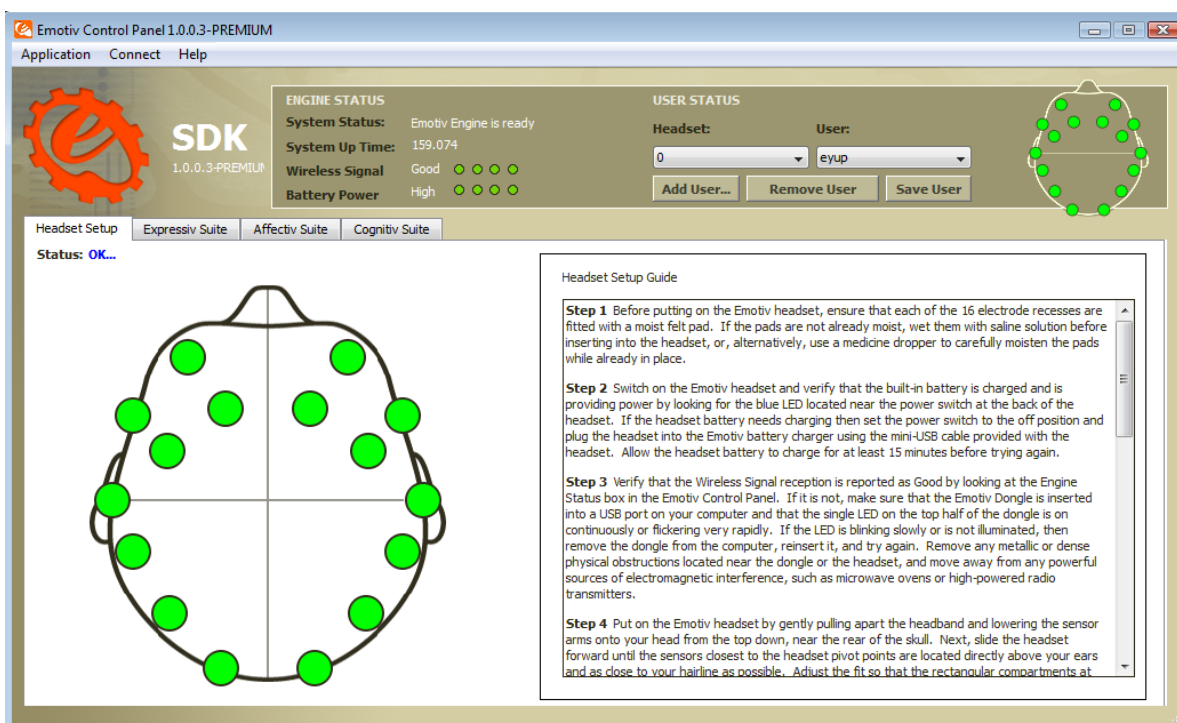 Emotiv Control Panel 1.0.0.3-PREMIUM
Application Connect Help
SDK
1.0.0.3-PREMIUM
ENGINE STATUS
System Status: Emotiv Engine is ready
System Up Time: 159.074
Wireless Signal Good
Battery Power High
USER STATUS
Headset: User:
0 eyup
Add User... Remove User Save User
Headset Setup Expressiv Suite Affectiv Suite Cognitiv Suite
Status: OK...
Headset Setup Guide
Step 1 Before putting on the Emotiv headset, ensure that each of the 16 electrode recesses are
fitted with a moist felt pad. If the pads are not already moist, wet them with saline solution before
inserting into the headset, or, alternatively, use a medicine dropper to carefully moisten the pads
while already in place.
Step 2 Switch on the Emotiv headset and verify that the built-in battery is charged and is
providing power by looking for the blue LED located near the power switch at the back of the
headset. If the headset battery needs charging then set the power switch to the off position and
plug the headset into the Emotiv battery charger using the mini-USB cable provided with the
headset. Allow the headset battery to charge for at least 15 minutes before trying again.
Step 3 Verify that the Wireless Signal reception is reported as Good by looking at the Engine
Status box in the Emotiv Control Panel. If it is not, make sure that the Emotiv Dongle is inserted
into a USB port on your computer and that the single LED on the top half of the dongle is on
continuously or flickering very rapidly. If the LED is blinking slowly or is not illuminated, then
remove the dongle from the computer, reinsert it, and try again. Remove any metallic or dense
physical obstructions located near the dongle or the headset, and move away from any powerful
sources of electromagnetic interference, such as microwave ovens or high-powered radio
transmitters.
Step 4 Put on the Emotiv headset by gently pulling apart the headband and lowering the sensor
arms onto your head from the top down, near the rear of the skull. Next, slide the headset
forward until the sensors closest to the headset pivot points are located directly above your ears
and as close to your hairline as possible. Adjust the fit so that the rectangular compartments at